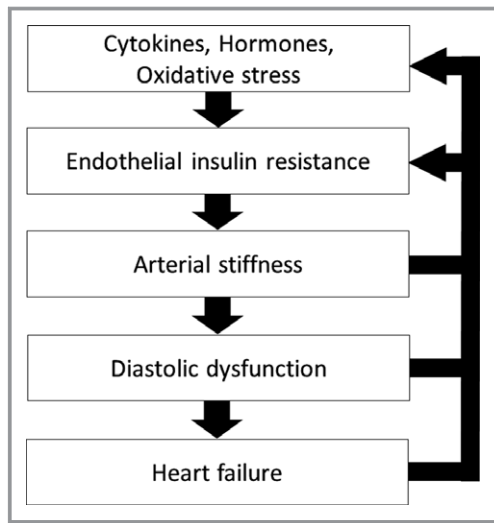 Cytokines, Hormones,
Oxidative stress
Endothelial insulin resistance
Arterial stiffness
Diastolic dysfunction
Heart failure